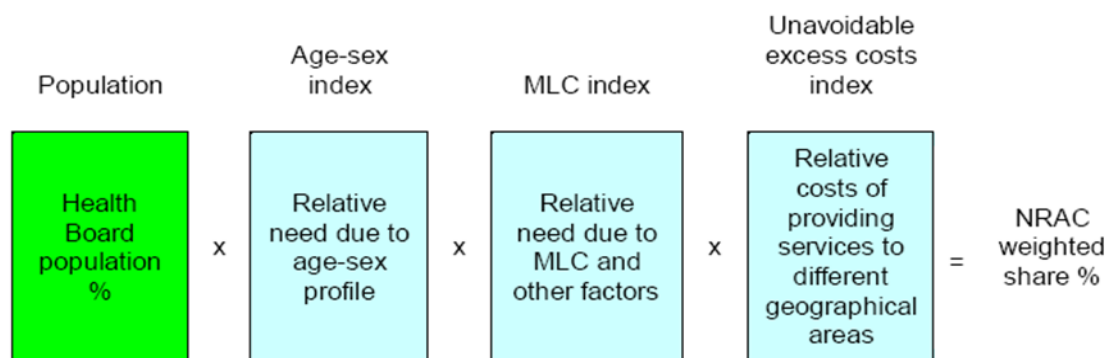 Population
Age-sex
index
MLC index
Unavoidable
excess costs
index
Health
Board
population
%
x
Relative
need due to
age-sex
profile
x
Relative
need due to
MLC and
other factors
x
Relative
costs of
providing
services to
different
geographical
areas
=
NRAC
weighted
share %